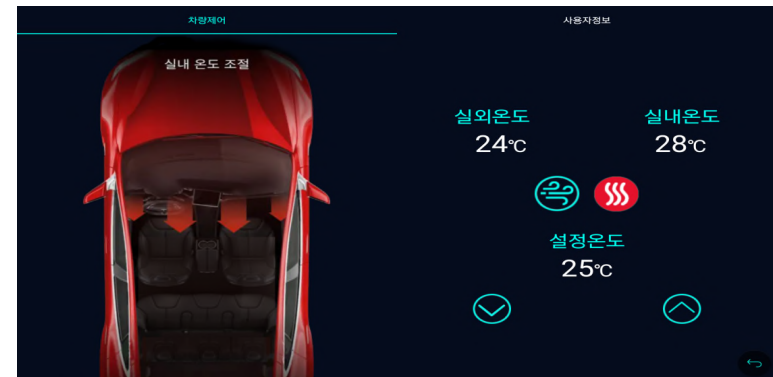 차량제어
사용자정보
실내 온도 조절
실외온도
24℃
실내온도
28℃
설정온도
25℃